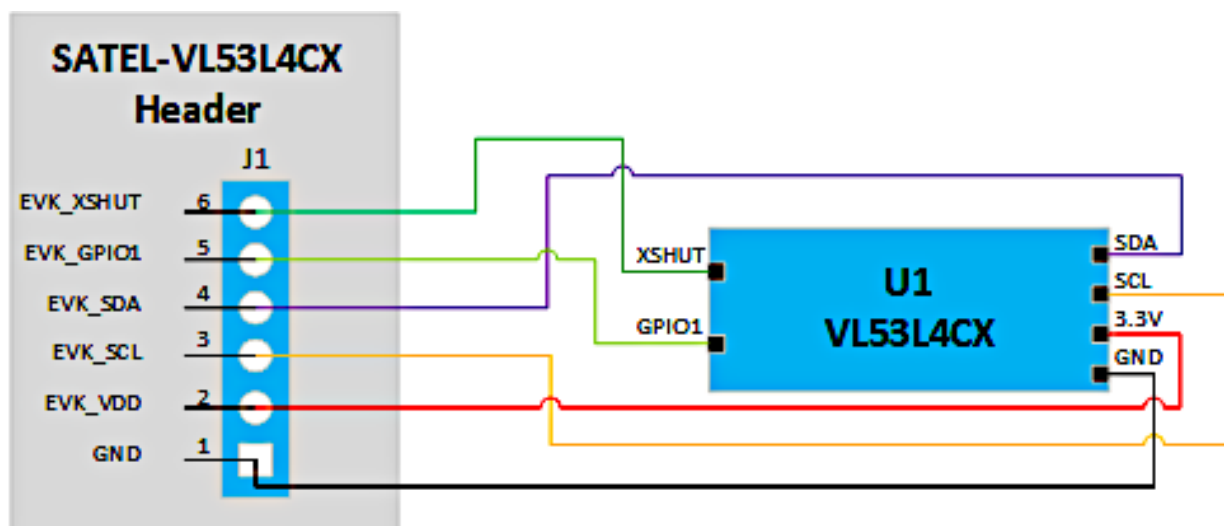 SATEL-VL53L4CX
Header
J1
EVK_XSHUT 6
EVK_GPIO1 5
EVK_SDA 4
EVK_SCL 3
EVK_VDD 2
GND 1
XSHUT
GPIO1
U1
VL53L4CX
SDA
SCL
3.3V
GND